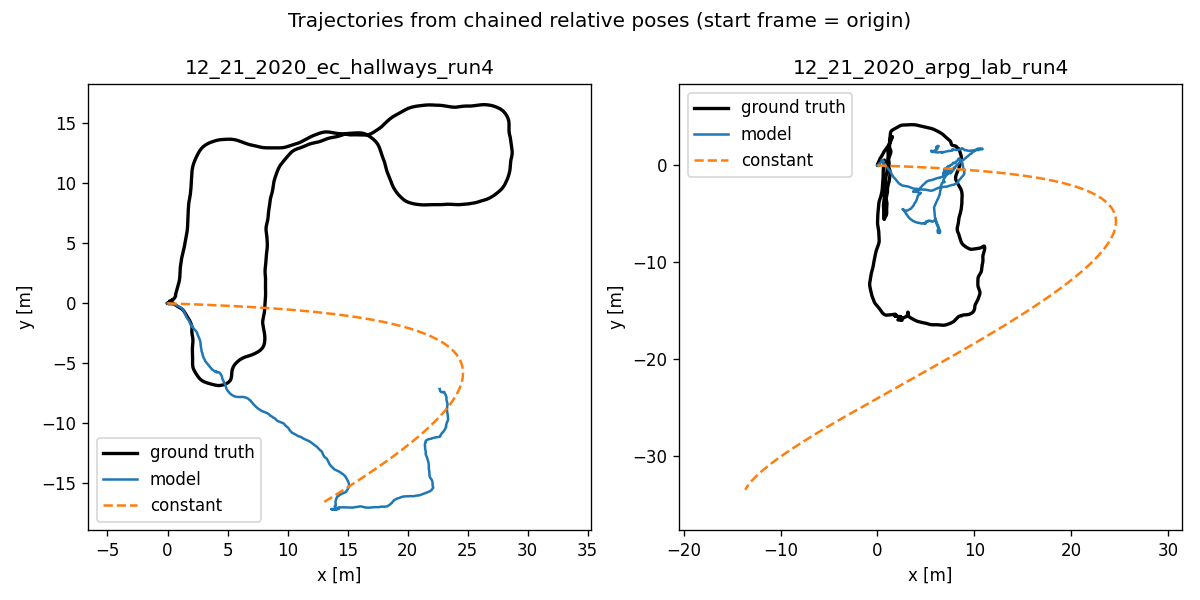 Trajectories from chained relative poses (start frame = origin)
12_21_2020_ec_hallways_run4
y [m]
15
10
5
0
−5
−10
−15
ground truth
model
constant
−5
0
5
10
15
20
25
30
35
x [m]
12_21_2020_arpg_lab_run4
ground truth
model
constant
y [m]
0
−10
−20
−30
−20
−10
0
10
20
30
x [m]